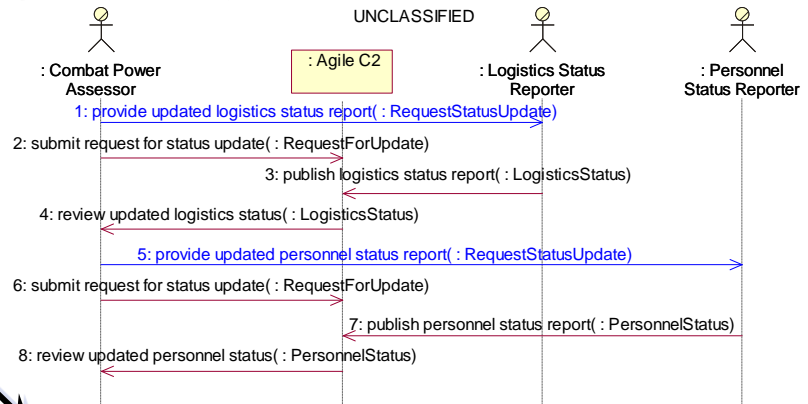 UNCLASSIFIED
: Combat Power
Assessor
: Agile C2
: Logistics Status
Reporter
: Personnel
Status Reporter
1: provide updated logistics status report( : RequestStatusUpdate)
2: submit request for status update( : RequestForUpdate)
3: publish logistics status report( : LogisticsStatus)
4: review updated logistics status( : LogisticsStatus)
5: provide updated personnel status report( : RequestStatusUpdate)
6: submit request for status update( : RequestForUpdate)
7: publish personnel status report( : PersonnelStatus)
8: review updated personnel status( : PersonnelStatus)